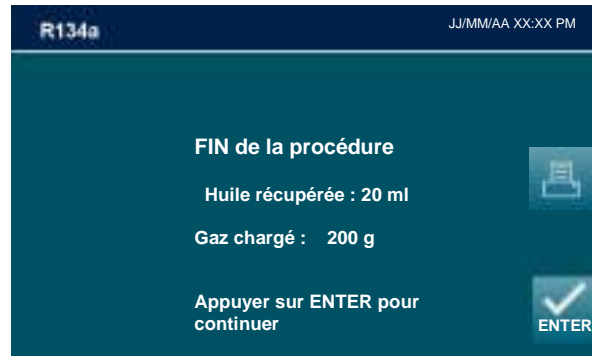 R134a
JJ/MM/AA XX:XX PM
FIN de la procédure
Huile récupérée : 20 ml
Gaz chargé : 200 g
Appuyer sur ENTER pour
continuer
ENTER